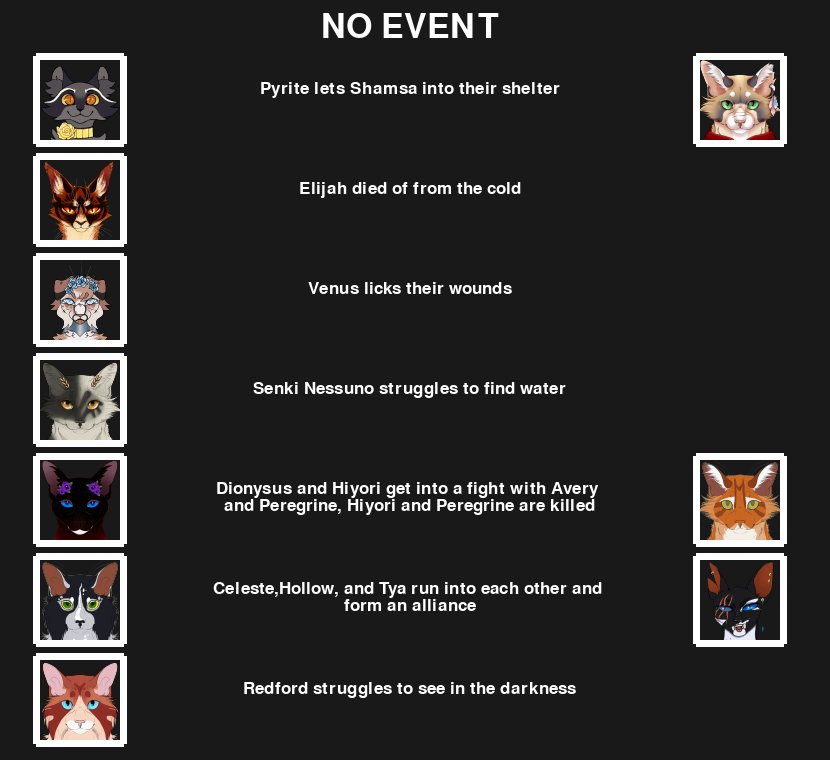 NO EVENT
Pyrite lets Shamsa into their shelter
Elijah died of from the cold
Venus licks their wounds
Senki Nessuno struggles to find water
Dionysus and Hiyori get into a fight with Avery
and Peregrine, Hiyori and Peregrine are killed
Celeste,Hollow, and Tya run into each other and
form an alliance
Redford struggles to see in the darkness